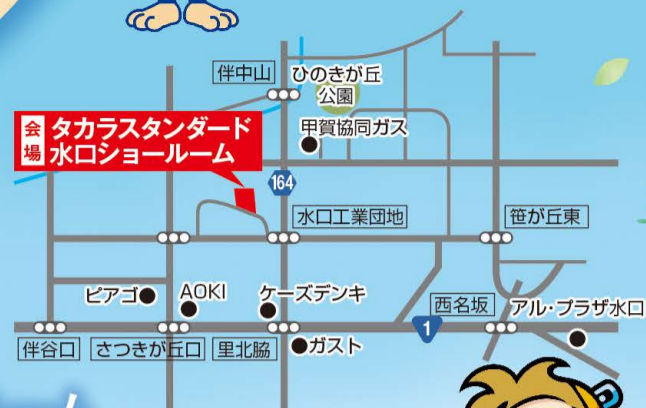 伴中山
ひのきが丘
公園
会場
タカラスタンダード
水口ショールーム
甲賀協同ガス
164
水口工業団地
笹が丘東
ピアゴ
AOKI
ケーズデンキ
西名坂
アル・プラザ水口
1
伴谷口
さつきが丘口
里北脇
ガスト